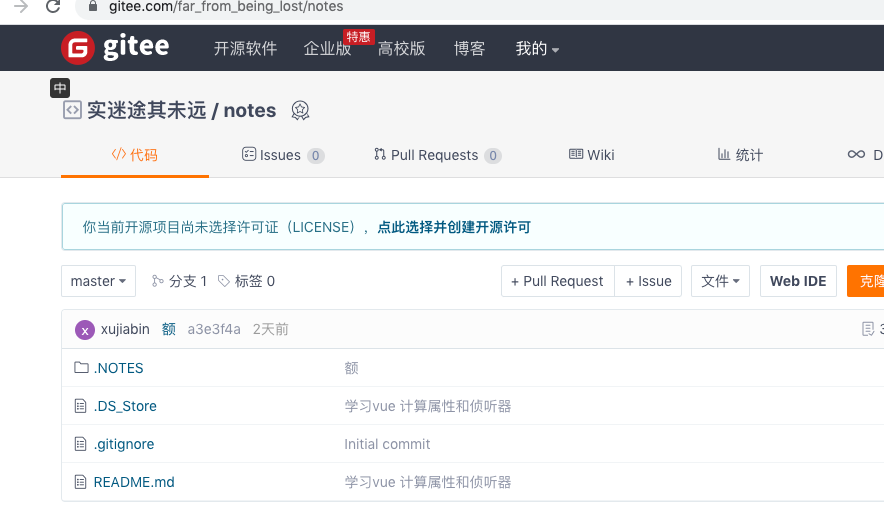 gitee.com/far_from_being_lost/notes
gitee 开源软件 企业版 特惠 高校版 博客 我的
中
实迷途其未远 / notes
代码 Issues 0 Pull Requests 0 Wiki 统计 D
你当前开源项目尚未选择许可证（LICENSE），点此选择并创建开源许可
master 分支 1 标签 0 + Pull Request + Issue 文件 Web IDE 克隆
x xujiabin 额 a3e3f4a 2天前 3
.NOTES 额
.DS_Store 学习vue 计算属性和侦听器
.gitignore Initial commit
README.md 学习vue 计算属性和侦听器